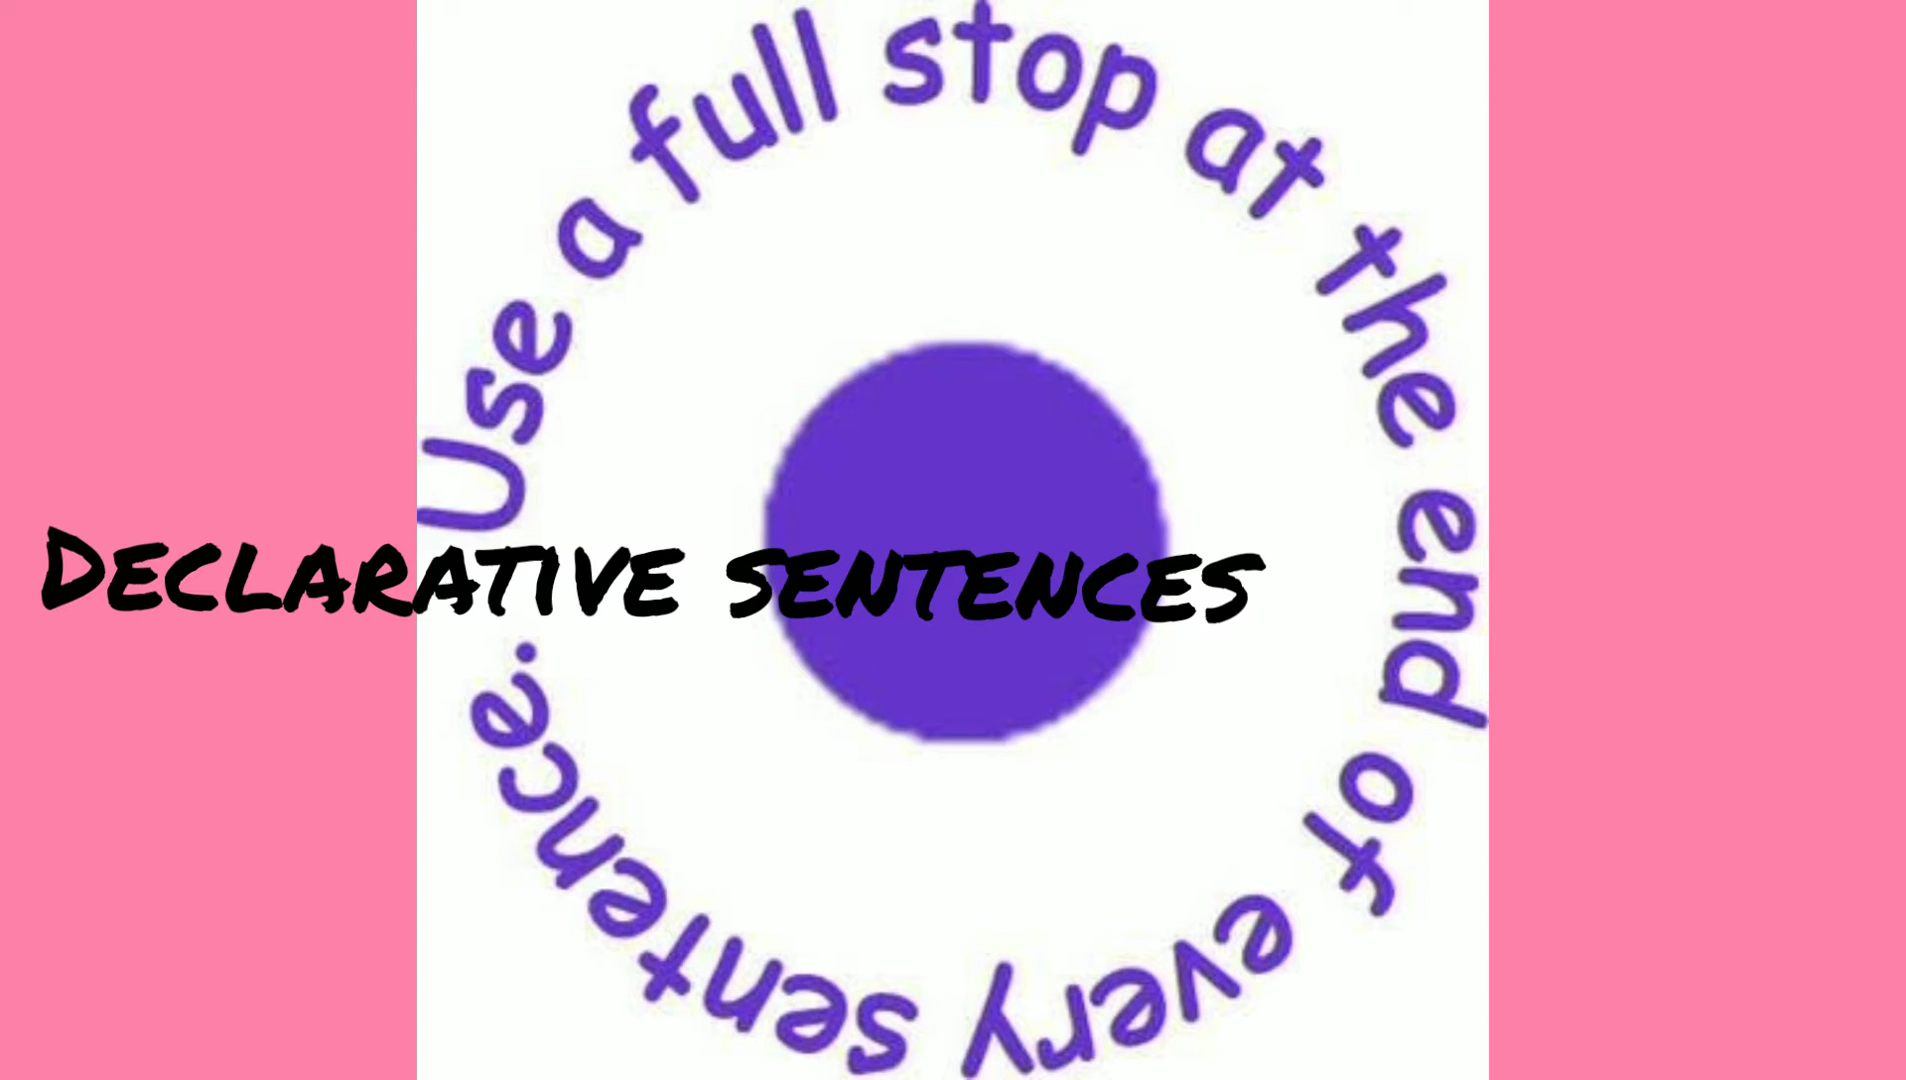 Use a full stop at the end of every sentence.
Declarative sentences